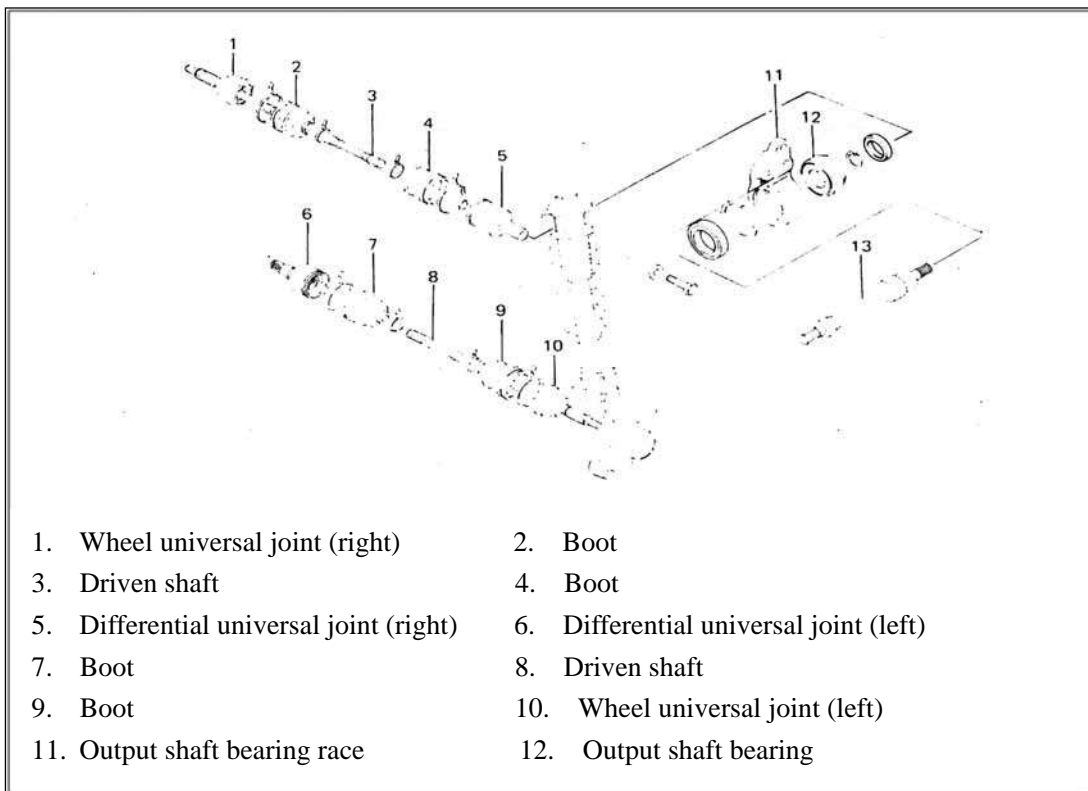 1
2
3
4
5
6
7
8
9
10
11
12
13
1. Wheel universal joint (right) 2. Boot
3. Driven shaft 4. Boot
5. Differential universal joint (right) 6. Differential universal joint (left)
7. Boot 8. Driven shaft
9. Boot 10. Wheel universal joint (left)
11. Output shaft bearing race 12. Output shaft bearing